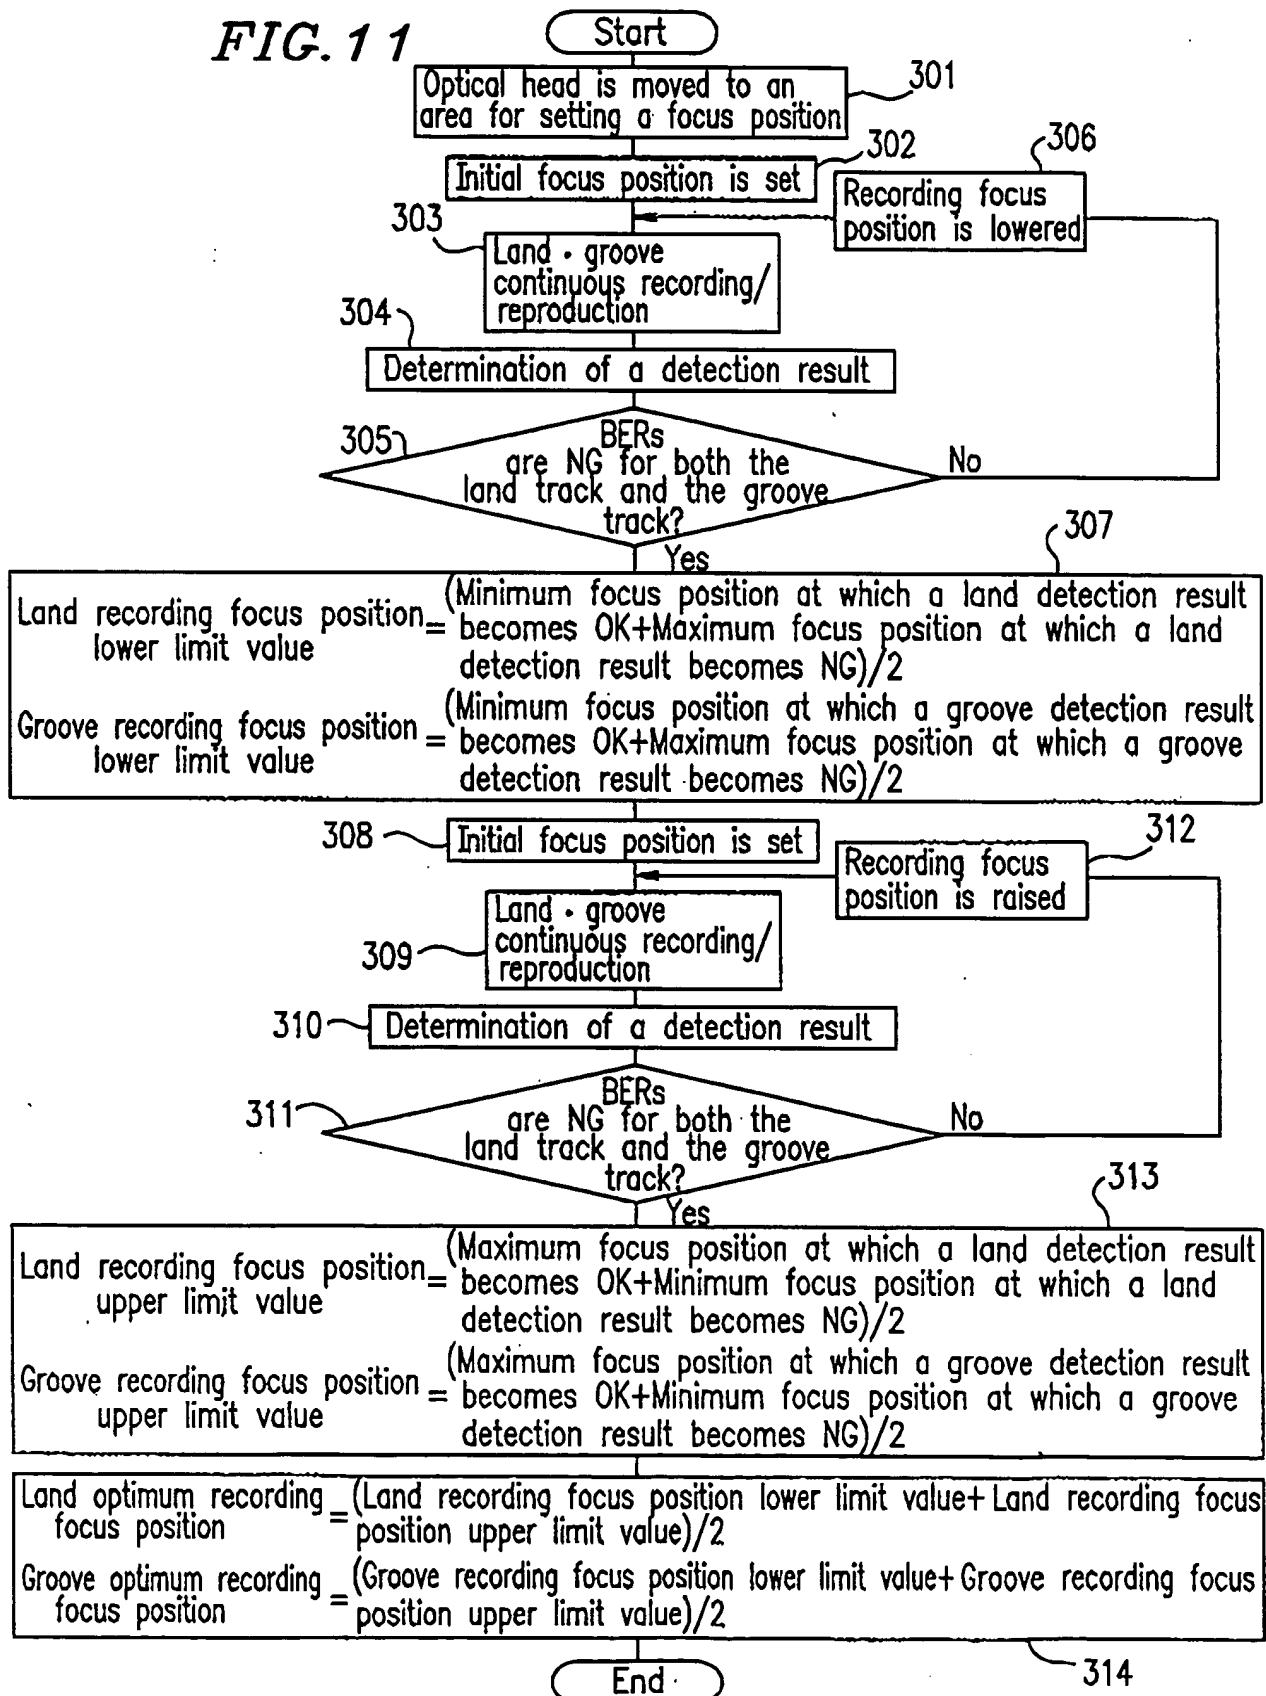 FIG. 11
Start
Optical head is moved to an
area for setting a focus position
301
302
Initial focus position is set
306
Recording focus
position is lowered
303
Land · groove
continuous recording/
reproduction
304
Determination of a detection result
305
BERs
are NG for both the
land track and the groove
track?
No
Yes
307
Land recording focus position
lower limit value
=
(Minimum focus position at which a land detection result
becomes OK+Maximum focus position at which a land
detection result becomes NG)/2
Groove recording focus position
lower limit value
=
(Minimum focus position at which a groove detection result
becomes OK+Maximum focus position at which a groove
detection result becomes NG)/2
308
Initial focus position is set
312
Recording focus
position is raised
309
Land · groove
continuous recording/
reproduction
310
Determination of a detection result
311
BERs
are NG for both the
land track and the groove
track?
No
Yes
313
Land recording focus position
upper limit value
=
(Maximum focus position at which a land detection result
becomes OK+Minimum focus position at which a land
detection result becomes NG)/2
Groove recording focus position
upper limit value
=
(Maximum focus position at which a groove detection result
becomes OK+Minimum focus position at which a groove
detection result becomes NG)/2
Land optimum recording
focus position
=
(Land recording focus position lower limit value+Land recording focus
position upper limit value)/2
Groove optimum recording
focus position
=
(Groove recording focus position lower limit value+Groove recording focus
position upper limit value)/2
314
End